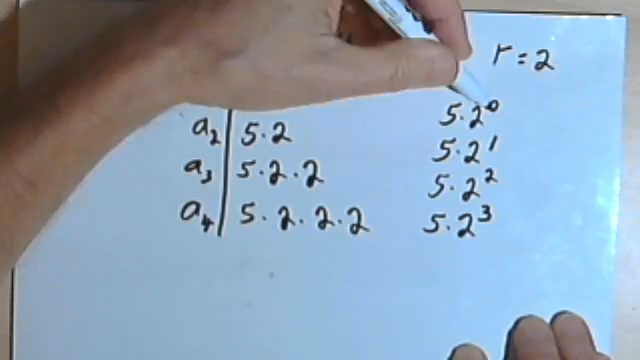 r = 2
5·2⁰
a₂ 5·2 5·2¹
a₃ 5·2·2 5·2²
a₄ 5·2·2·2 5·2³